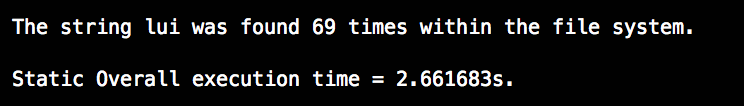 The string lui was found 69 times within the file system.
Static Overall execution time = 2.661683s.